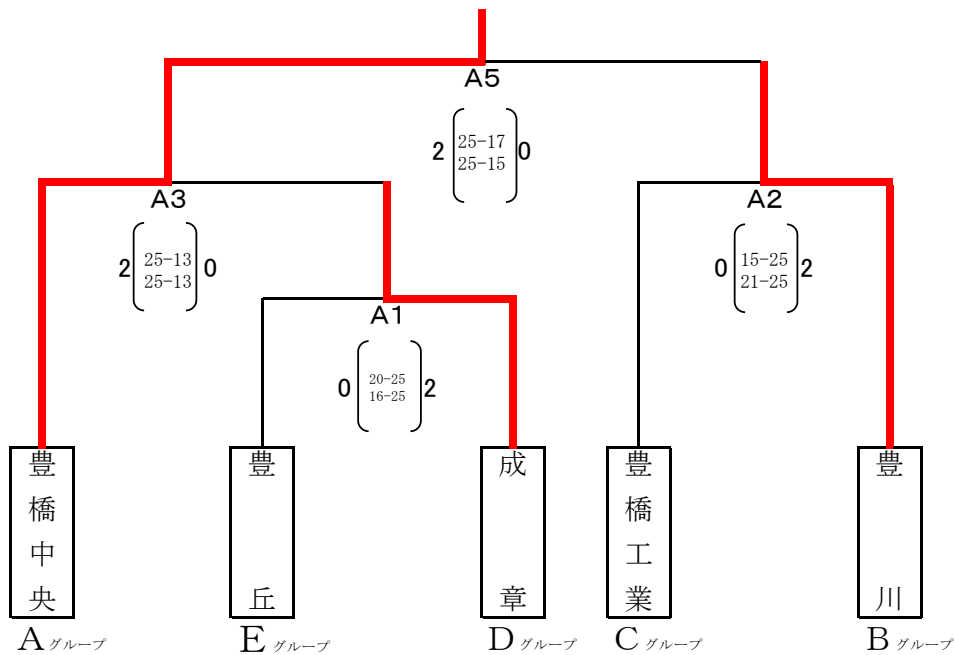 A5
2 25-17 0
25-15
A3
2 25-13 0
25-13
A2
0 15-25 2
21-25
A1
0 20-25 2
16-25
豊橋中央
豊丘
成章
豊橋工業
豊川
Aグループ
Eグループ
Dグループ
Cグループ
Bグループ